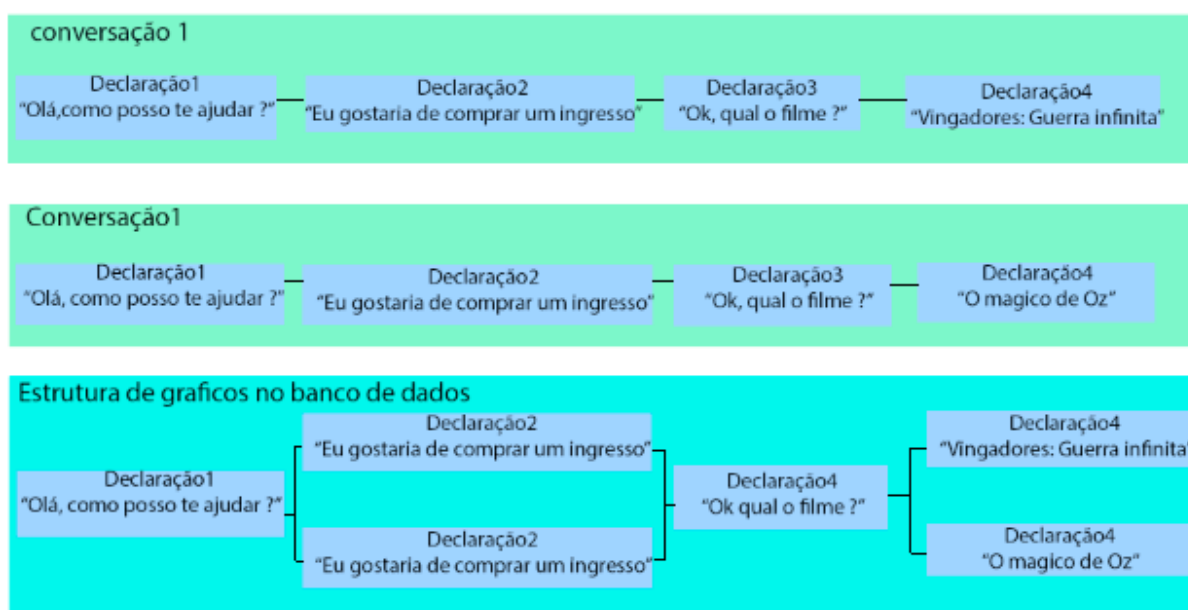 conversação 1
Declaração1
“Olá,como posso te ajudar ?”
Declaração2
“Eu gostaria de comprar um ingresso”
Declaração3
“Ok, qual o filme ?”
Declaração4
“Vingadores: Guerra infinita”
Conversação1
Declaração1
“Olá, como posso te ajudar ?”
Declaração2
“Eu gostaria de comprar um ingresso”
Declaração3
“Ok, qual o filme ?”
Declaração4
“O magico de Oz”
Estrutura de graficos no banco de dados
Declaração1
“Olá, como posso te ajudar ?”
Declaração2
“Eu gostaria de comprar um ingresso”
Declaração2
“Eu gostaria de comprar um ingresso”
Declaração4
“Ok qual o filme ?”
Declaração4
“Vingadores: Guerra infinita”
Declaração4
“O magico de Oz”